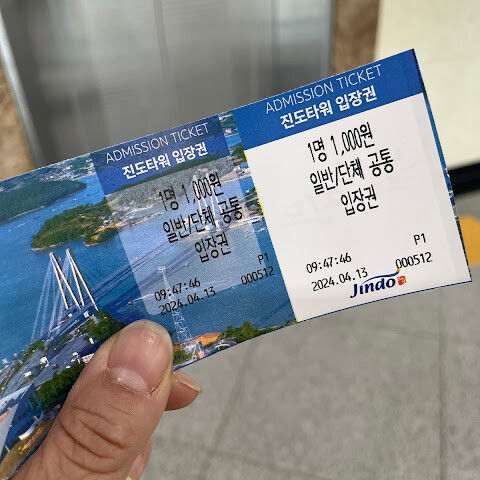 ADMISSION TICKET
진도타워 입장권
1명 1,000원
일반/단체 공통
입장권
P1
09:47:46 000512
2024.04.13
ADMISSION TICKET
진도타워 입장권
1명 1,000원
일반/단체 공통
입장권
P1
09:47:46 000512
2024.04.13
Jindo